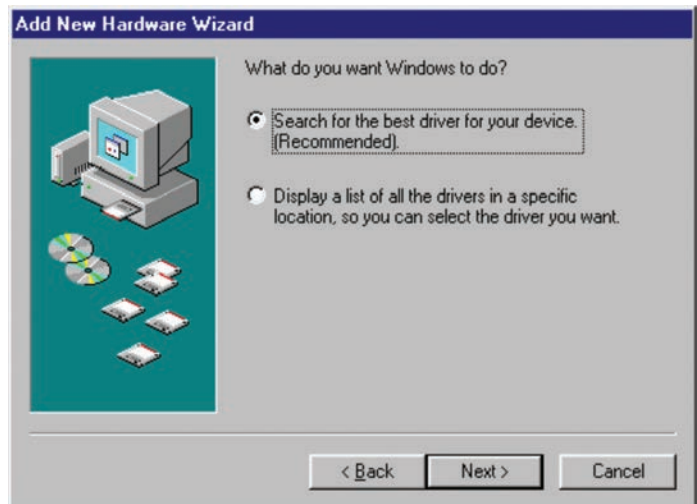 Add New Hardware Wizard
What do you want Windows to do?
Search for the best driver for your device.
(Recommended).
Display a list of all the drivers in a specific
location, so you can select the driver you want.
< Back
Next >
Cancel